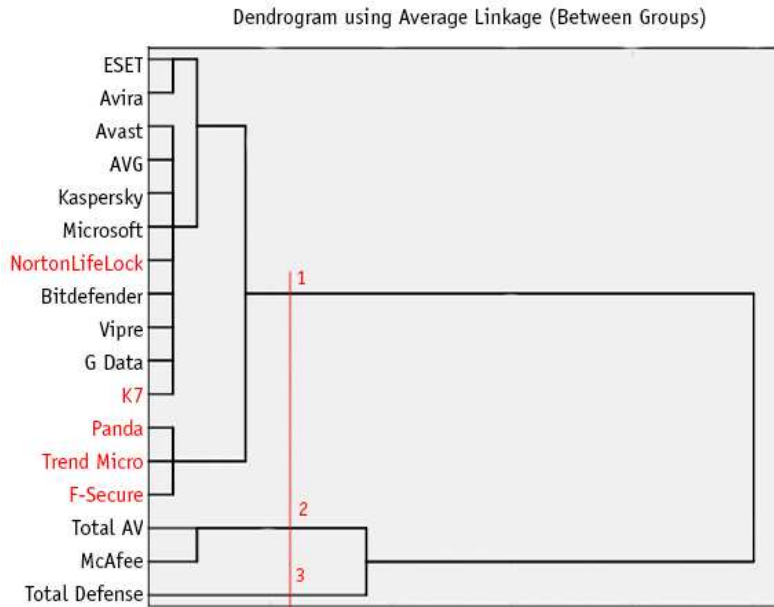 Dendrogram using Average Linkage (Between Groups)
ESET
Avira
Avast
AVG
Kaspersky
Microsoft
NortonLifeLock
1
Bitdefender
Vipre
G Data
K7
Panda
Trend Micro
F-Secure
2
Total AV
McAfee
3
Total Defense